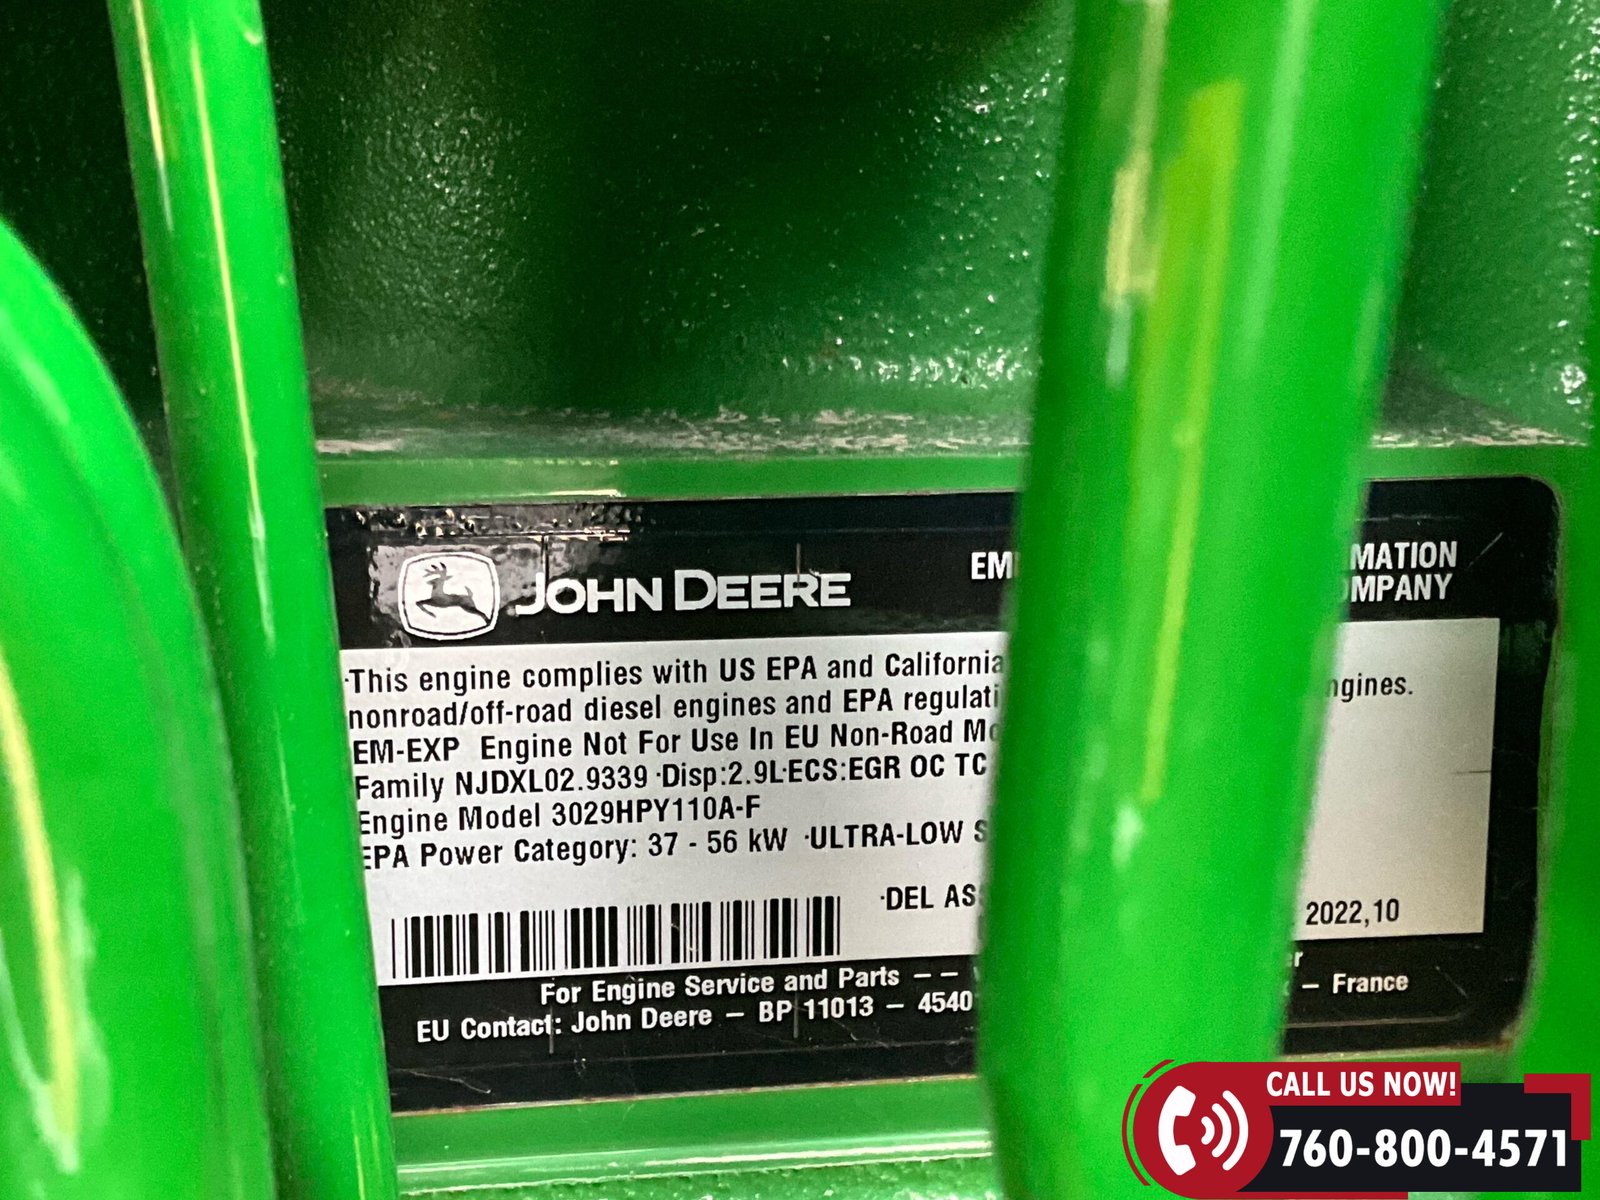 JOHN DEERE
EM MATION
OMPANY
·This engine complies with US EPA and California
nonroad/off-road diesel engines and EPA regulati ngines.
EM-EXP Engine Not For Use In EU Non-Road Mo
Family NJDXL02.9339 ·Disp:2.9L·ECS:EGR OC TC
Engine Model 3029HPY110A-F
EPA Power Category: 37 - 56 kW ·ULTRA-LOW S
·DEL AS 2022,10
For Engine Service and Parts – – r
EU Contact: John Deere – BP 11013 – 4540 – France
CALL US NOW!
760-800-4571